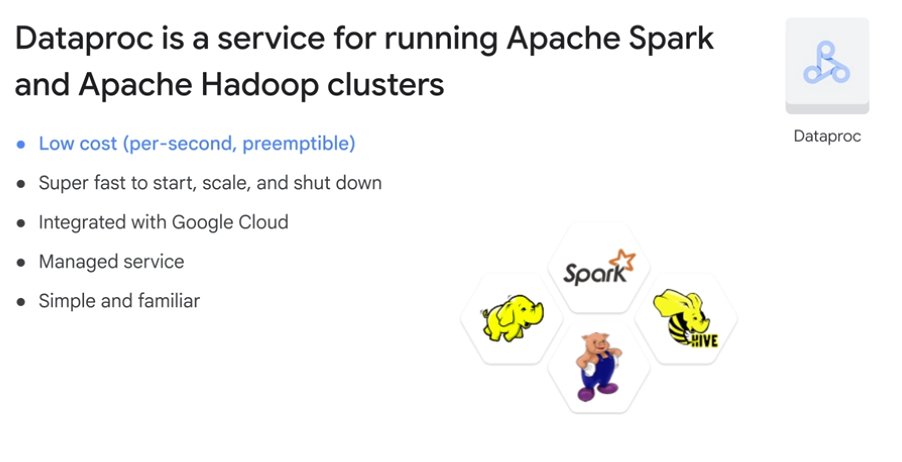 Dataproc is a service for running Apache Spark
and Apache Hadoop clusters
Dataproc
• Low cost (per-second, preemptible)
• Super fast to start, scale, and shut down
• Integrated with Google Cloud
• Managed service
• Simple and familiar
Spark
HIVE